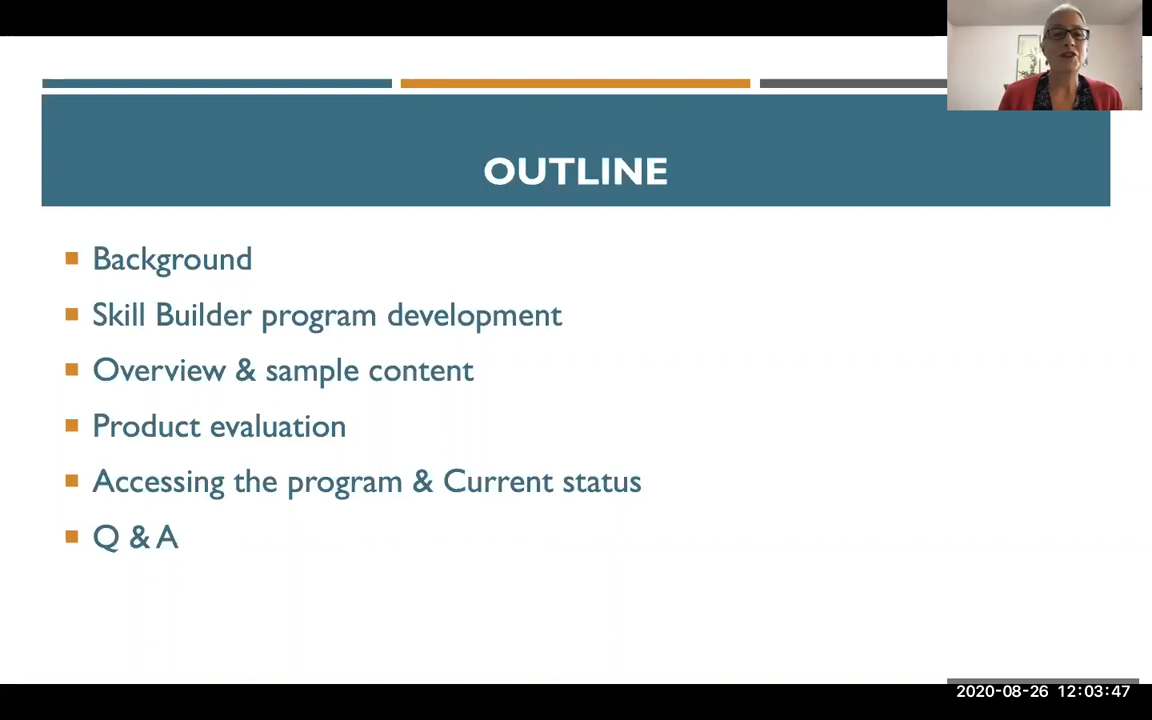 OUTLINE
Background
Skill Builder program development
Overview & sample content
Product evaluation
Accessing the program & Current status
Q & A
2020-08-26 12:03:47